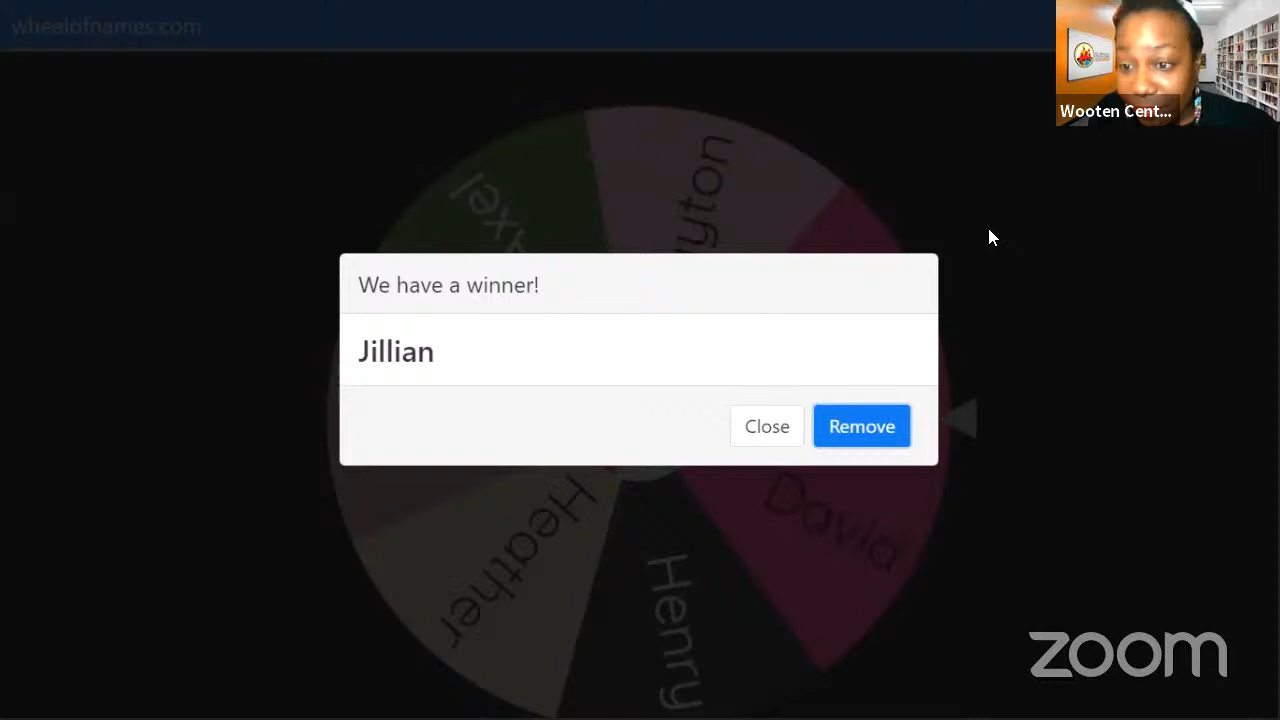 wheelofnames.com
Wooten Cent...
We have a winner!
Jillian
Close
Remove
David
Heather
Henry
zoom